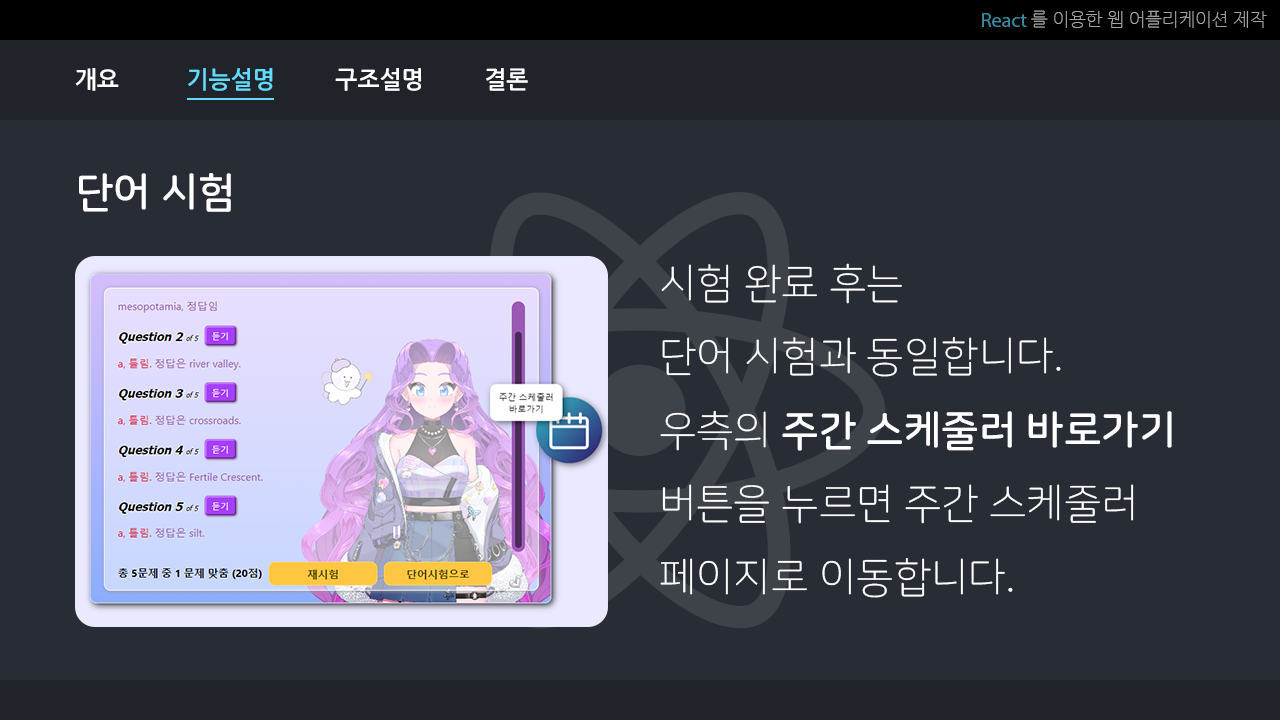 React 를 이용한 웹 어플리케이션 제작
개요 기능설명 구조설명 결론
단어 시험
mesopotamia, 정답임
Question 2 of 5 듣기
a, 틀림. 정답은 river valley.
Question 3 of 5 듣기
a, 틀림. 정답은 crossroads.
Question 4 of 5 듣기
a, 틀림. 정답은 Fertile Crescent.
Question 5 of 5 듣기
a, 틀림. 정답은 silt.
총 5문제 중 1 문제 맞춤 (20점) 재시험 단어시험으로
주간 스케줄러
바로가기
시험 완료 후는
단어 시험과 동일합니다.
우측의 주간 스케줄러 바로가기
버튼을 누르면 주간 스케줄러
페이지로 이동합니다.